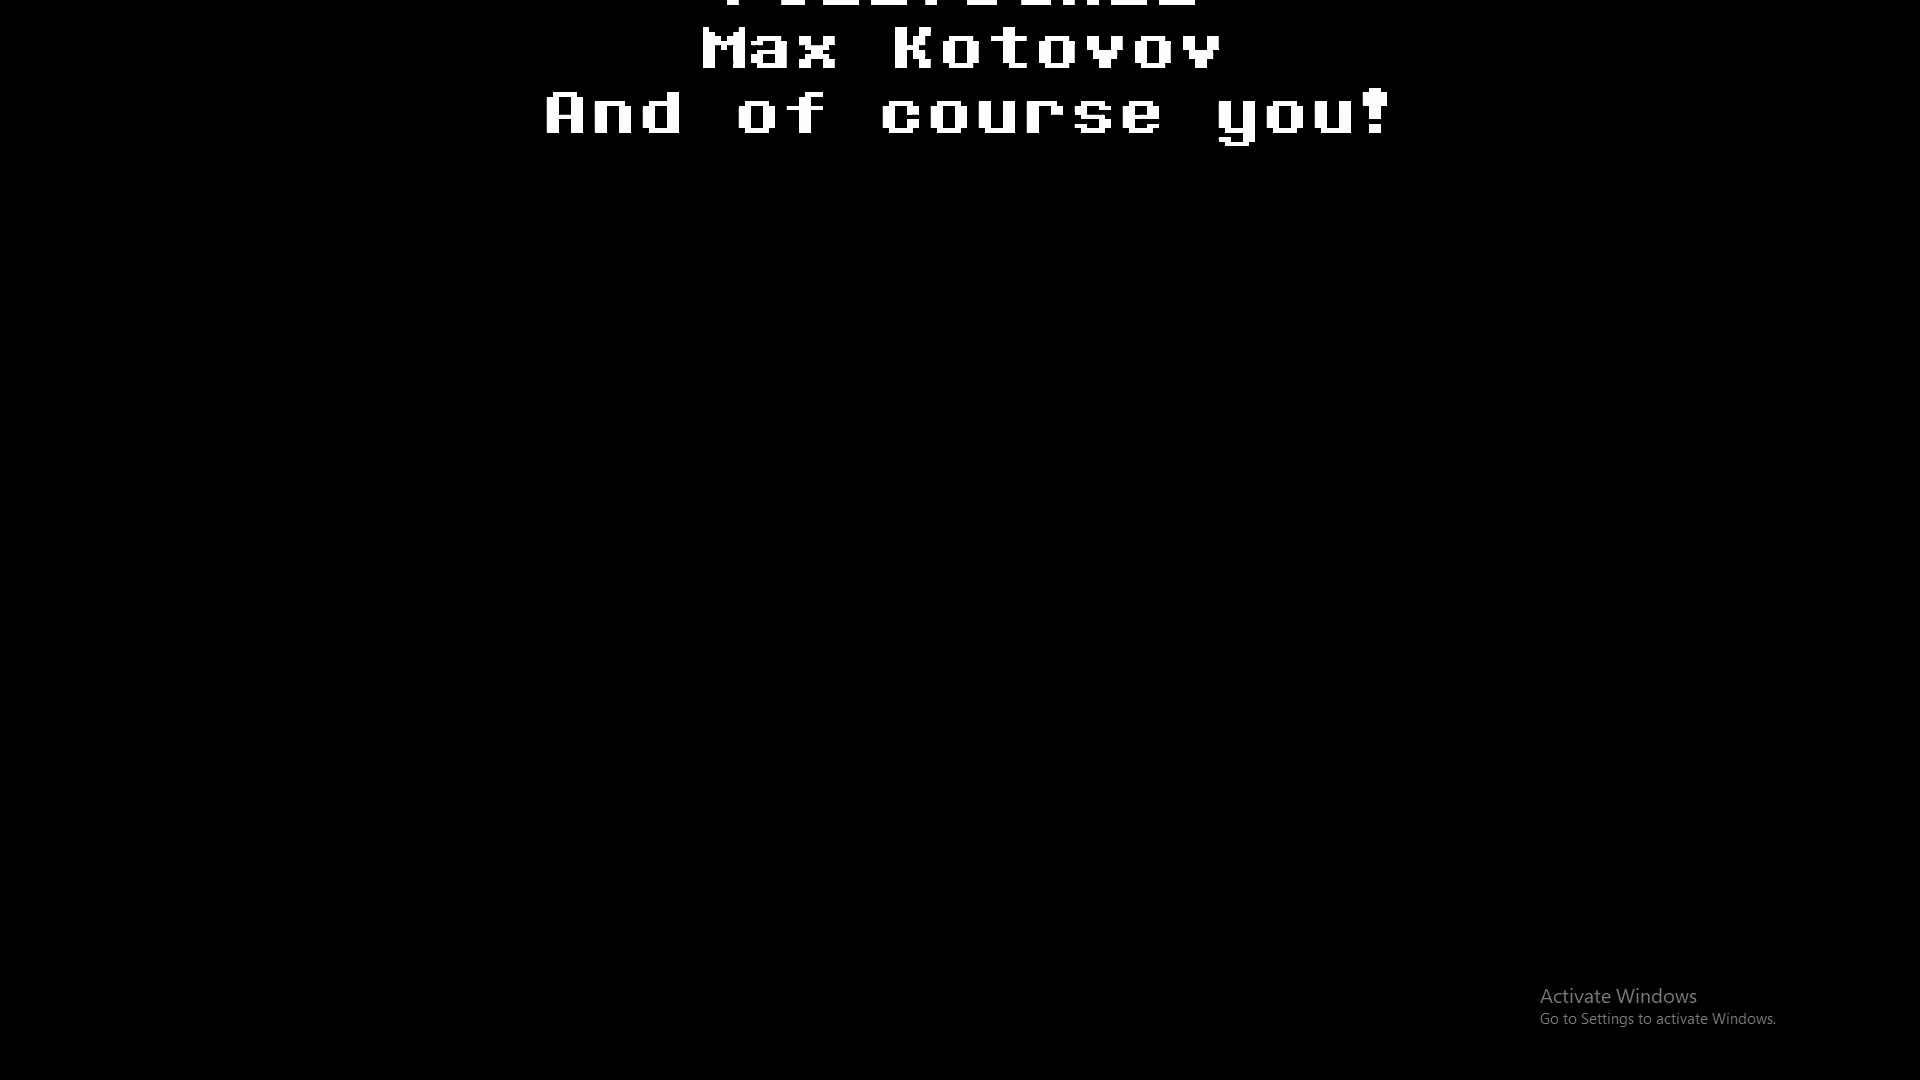 Max Kotovov
And of course you!
Activate Windows
Go to Settings to activate Windows.